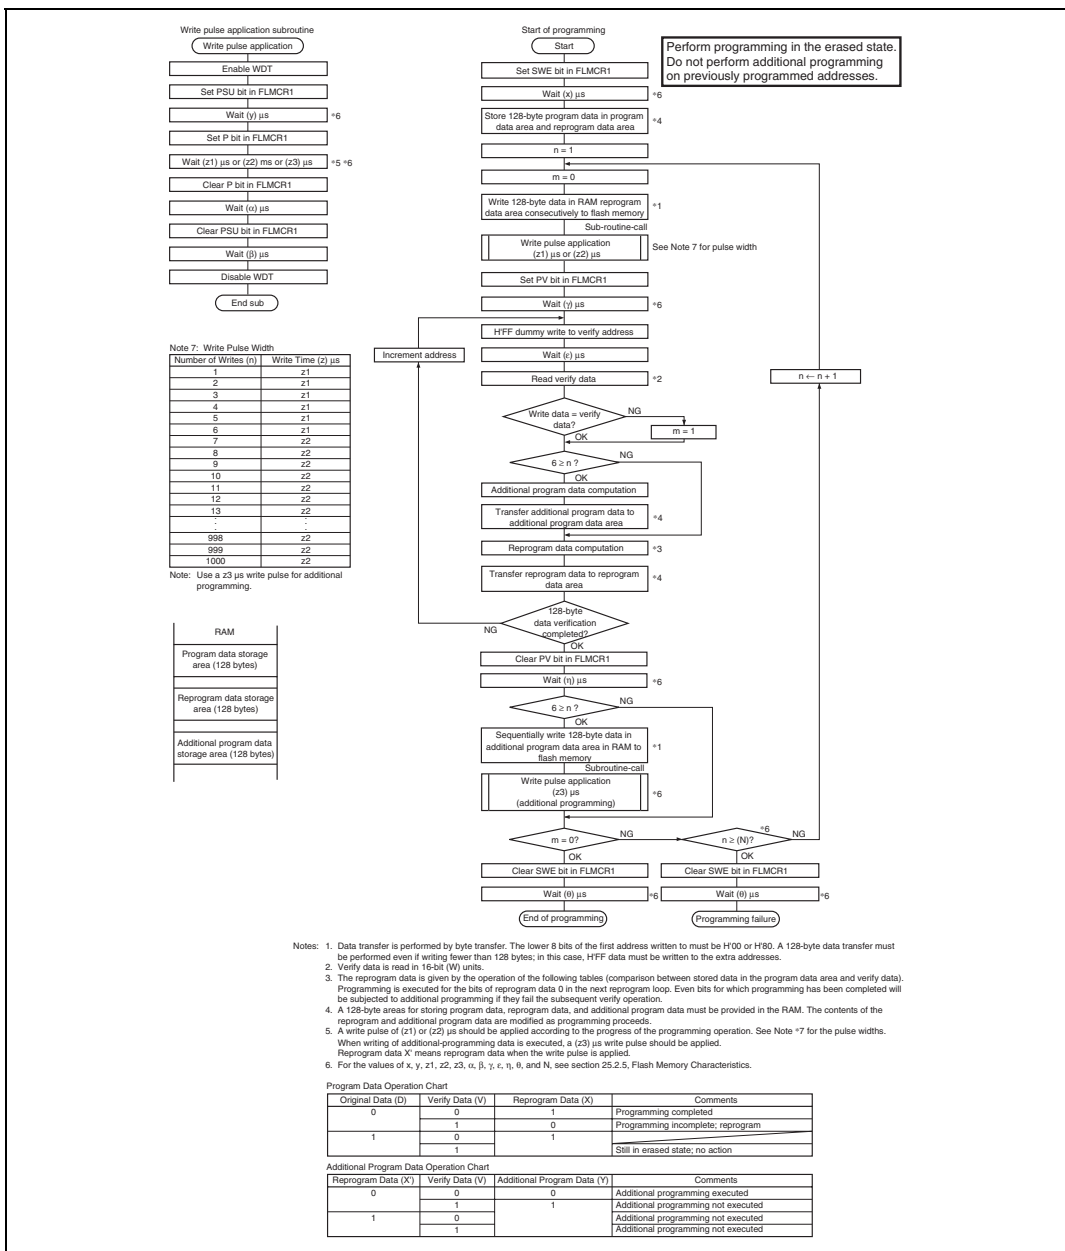 Write pulse application subroutine
Write pulse application
Enable WDT
Set PSU bit in FLMCR1
Wait (y) µs
*6
Set P bit in FLMCR1
Wait (z1) µs or (z2) ms or (z3) µs
*5 *6
Clear P bit in FLMCR1
Wait (α) µs
Clear PSU bit in FLMCR1
Wait (β) µs
Disable WDT
End sub
Note 7: Write Pulse Width
Number of Writes (n) Write Time (z) µs
1 z1
2 z1
3 z1
4 z1
5 z1
6 z1
7 z2
8 z2
9 z2
10 z2
11 z2
12 z2
13 z2
: :
998 z2
999 z2
1000 z2
Note: Use a z3 µs write pulse for additional
programming.
RAM
Program data storage
area (128 bytes)
Reprogram data storage
area (128 bytes)
Additional program data
storage area (128 bytes)
Start of programming
Start
Perform programming in the erased state.
Do not perform additional programming
on previously programmed addresses.
Set SWE bit in FLMCR1
Wait (x) µs
*6
Store 128-byte program data in program
data area and reprogram data area
*4
n = 1
m = 0
Write 128-byte data in RAM reprogram
data area consecutively to flash memory
*1
Sub-routine-call
Write pulse application
(z1) µs or (z2) µs
See Note 7 for pulse width
Set PV bit in FLMCR1
Wait (γ) µs
*6
H'FF dummy write to verify address
Increment address
Wait (ε) µs
Read verify data
*2
n ← n + 1
Write data = verify
data?
NG
m = 1
OK
6 ≥ n ?
NG
OK
Additional program data computation
Transfer additional program data to
additional program data area
*4
Reprogram data computation
*3
Transfer reprogram data to reprogram
data area
*4
128-byte
data verification
completed?
NG
OK
Clear PV bit in FLMCR1
Wait (η) µs
*6
6 ≥ n ?
NG
OK
Sequentially write 128-byte data in
additional program data area in RAM to
flash memory
*1
Subroutine-call
Write pulse application
(z3) µs
(additional programming)
*6
m = 0?
NG
OK
n ≥ (N)?
*6
NG
OK
Clear SWE bit in FLMCR1
Clear SWE bit in FLMCR1
Wait (θ) µs
*6
Wait (θ) µs
*6
End of programming
Programming failure
Notes: 1. Data transfer is performed by byte transfer. The lower 8 bits of the first address written to must be H'00 or H'80. A 128-byte data transfer must
be performed even if writing fewer than 128 bytes; in this case, H'FF data must be written to the extra addresses.
2. Verify data is read in 16-bit (W) units.
3. The reprogram data is given by the operation of the following tables (comparison between stored data in the program data area and verify data).
Programming is executed for the bits of reprogram data 0 in the next reprogram loop. Even bits for which programming has been completed will
be subjected to additional programming if they fail the subsequent verify operation.
4. A 128-byte areas for storing program data, reprogram data, and additional program data must be provided in the RAM. The contents of the
reprogram and additional program data are modified as programming proceeds.
5. A write pulse of (z1) or (z2) µs should be applied according to the progress of the programming operation. See Note *7 for the pulse widths.
When writing of additional-programming data is executed, a (z3) µs write pulse should be applied.
Reprogram data X' means reprogram data when the write pulse is applied.
6. For the values of x, y, z1, z2, z3, α, β, γ, ε, η, θ, and N, see section 25.2.5, Flash Memory Characteristics.
Program Data Operation Chart
Original Data (D) Verify Data (V) Reprogram Data (X) Comments
0 0 1 Programming completed
1 0 Programming incomplete; reprogram
1 0 1
1 Still in erased state; no action
Additional Program Data Operation Chart
Reprogram Data (X') Verify Data (V) Additional Program Data (Y) Comments
0 0 0 Additional programming executed
1 1 Additional programming not executed
1 0 Additional programming not executed
1 Additional programming not executed